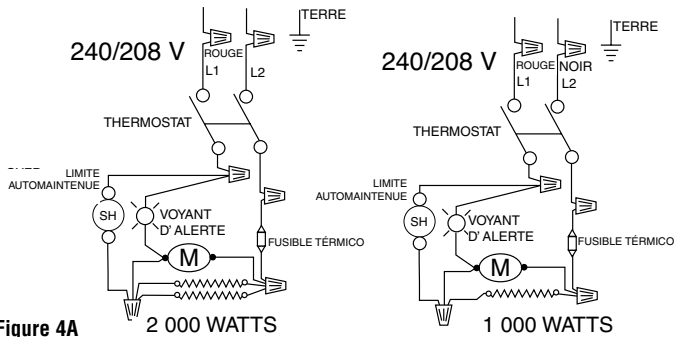 TERRE
240/208 V
ROUGE
L1
L2
THERMOSTAT
LIMITE
AUTOMAINTENUE
SH
VOYANT
D' ALERTE
FUSIBLE TÉRMICO
M
2 000 WATTS
TERRE
240/208 V
ROUGE
NOIR
L1
L2
THERMOSTAT
LIMITE
AUTOMAINTENUE
SH
VOYANT
D' ALERTE
FUSIBLE TÉRMICO
M
1 000 WATTS
Figure 4A